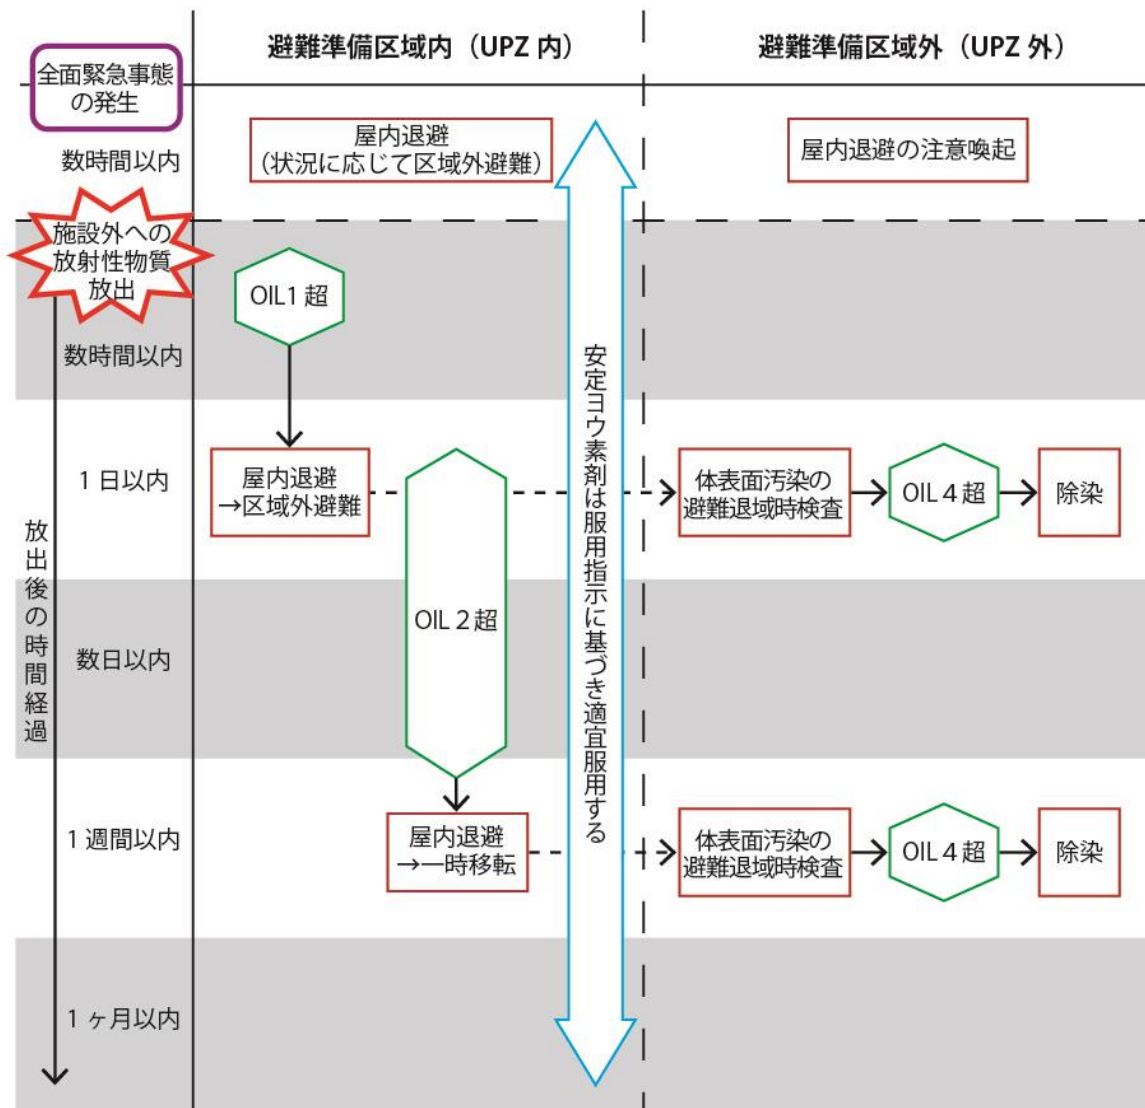 避難準備区域内（UPZ 内）
避難準備区域外（UPZ 外）
全面緊急事態
の発生
数時間以内
屋内退避
（状況に応じて区域外避難）
屋内退避の注意喚起
施設外への
放射性物質
放出
数時間以内
OIL1 超
安定ヨウ素剤は服用指示に基づき適宜服用する
放出後の時間経過
1 日以内
屋内退避
→区域外避難
体表面汚染の
避難退域時検査
OIL 4 超
除染
数日以内
OIL 2 超
1 週間以内
屋内退避
→一時移転
体表面汚染の
避難退域時検査
OIL 4 超
除染
1 ヶ月以内